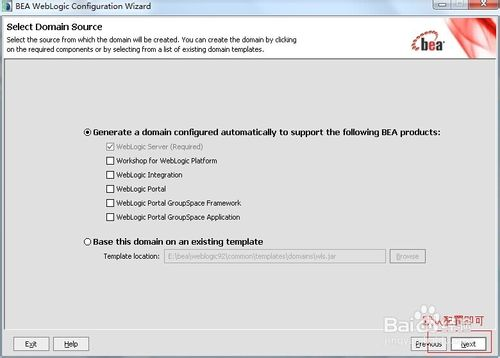 BEA WebLogic Configuration Wizard
Select Domain Source
Select the source from which the domain will be created. You can create the domain by clicking
on the required components or by selecting from a list of existing domain templates.
bea
Generate a domain configured automatically to support the following BEA products:
WebLogic Server (Required)
Workshop for WebLogic Platform
WebLogic Integration
WebLogic Portal
WebLogic Portal GroupSpace Framework
WebLogic Portal GroupSpace Application
Base this domain on an existing template
Template location:
E:\bea\weblogic92\common\templates\domains\wls.jar
Browse
配置即可
Exit
Help
Previous
Next